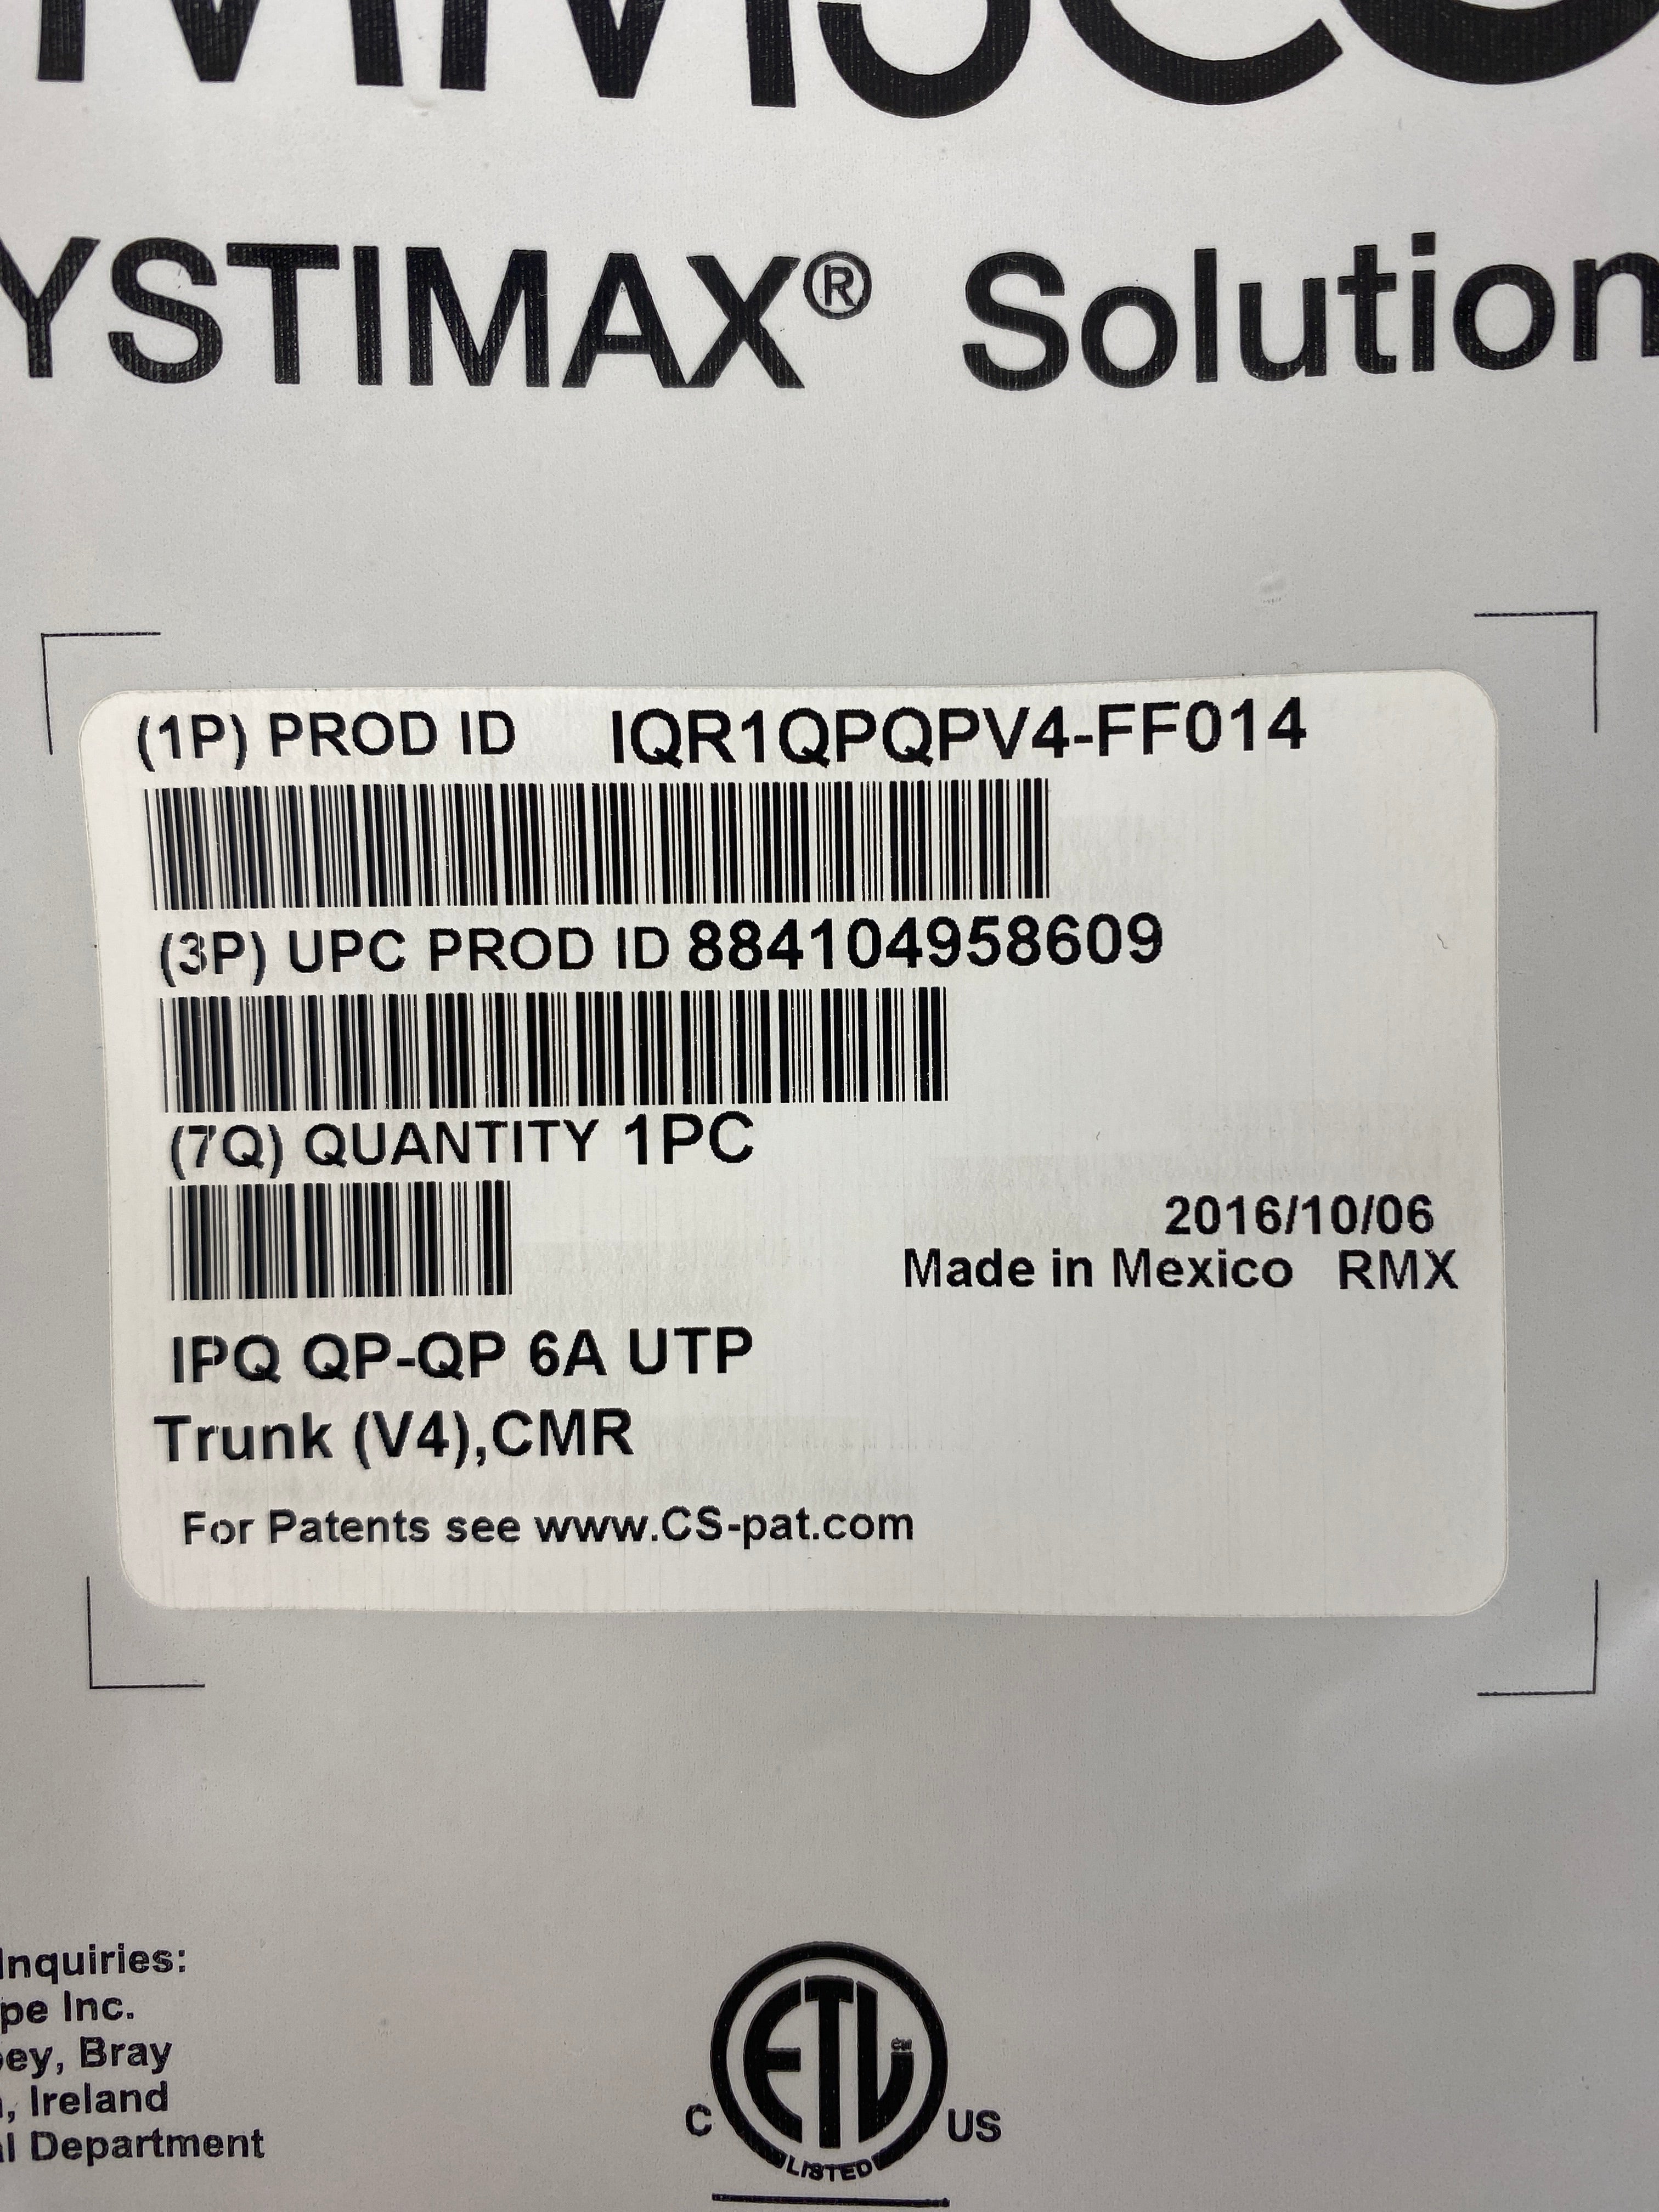 YSTIMAX® Solution
(1P) PROD ID IQR1QPQPV4-FF014
(3P) UPC PROD ID 884104958609
(7Q) QUANTITY 1PC
2016/10/06
Made in Mexico RMX
IPQ QP-QP 6A UTP
Trunk (V4),CMR
For Patents see www.CS-pat.com
Inquiries:
pe Inc.
ey, Bray
, Ireland
l Department
C ETL US
LISTED